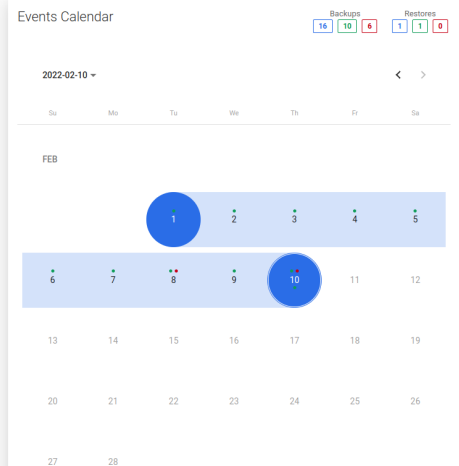 Events Calendar
Backups Restores
16 10 6 1 1 0
2022-02-10
Su Mo Tu We Th Fr Sa
FEB
1 2 3 4 5
6 7 8 9 10 11 12
13 14 15 16 17 18 19
20 21 22 23 24 25 26
27 28